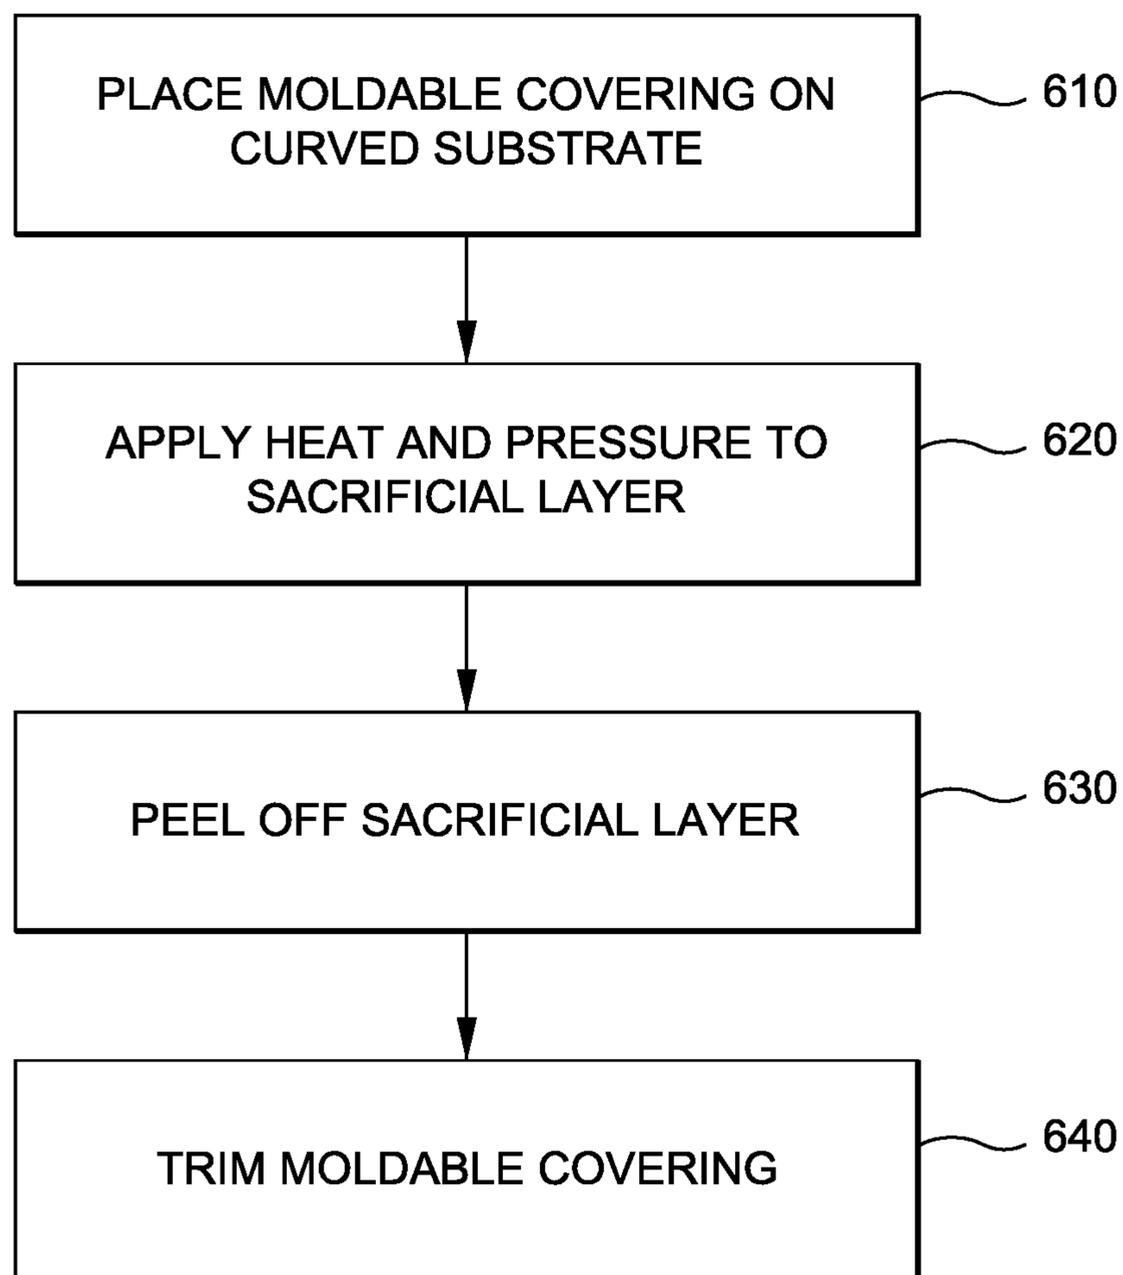 PLACE MOLDABLE COVERING ON
CURVED SUBSTRATE
610
APPLY HEAT AND PRESSURE TO
SACRIFICIAL LAYER
620
PEEL OFF SACRIFICIAL LAYER
630
TRIM MOLDABLE COVERING
640